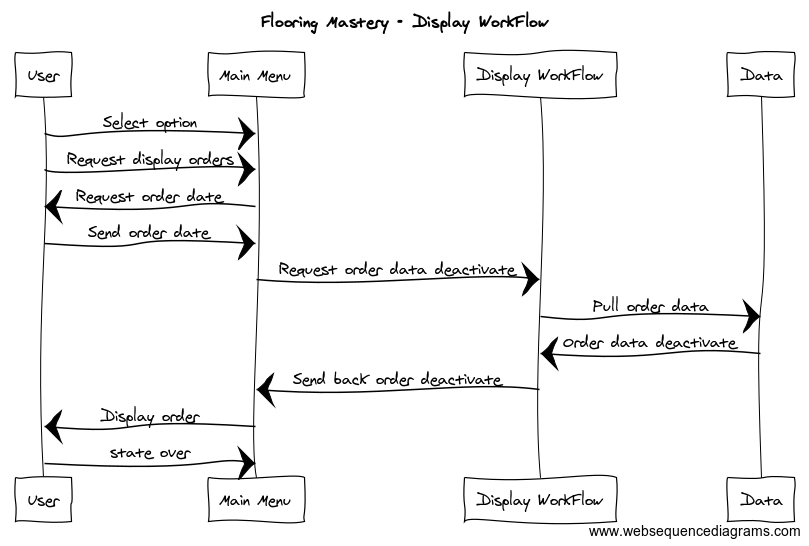 Flooring Mastery - Display WorkFlow
User
Main Menu
Display WorkFlow
Data
Select option
Request display orders
Request order date
Send order date
Request order data deactivate
Pull order data
Order data deactivate
Send back order deactivate
Display order
state over
User
Main Menu
Display WorkFlow
Data
www.websequencediagrams.com